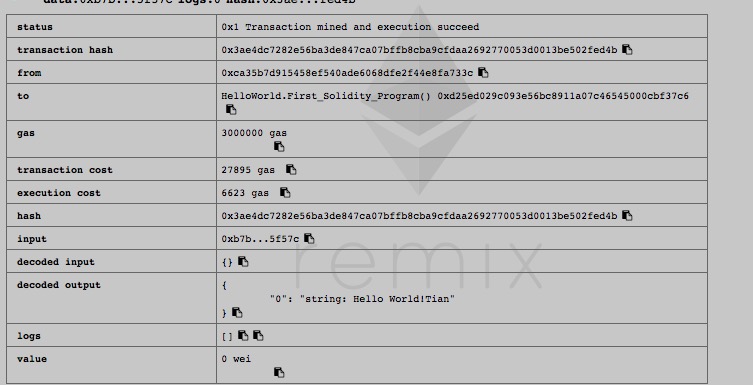 data:0xb7b...5f57c logs:0 hash:0x3ae...fed4b
status 0x1 Transaction mined and execution succeed
transaction hash 0x3ae4dc7282e56ba3de847ca07bffb8cba9cfdaa2692770053d0013be502fed4b
from 0xca35b7d915458ef540ade6068dfe2f44e8fa733c
to HelloWorld.First_Solidity_Program() 0xd25ed029c093e56bc8911a07c46545000cbf37c6
gas 3000000 gas
transaction cost 27895 gas
execution cost 6623 gas
hash 0x3ae4dc7282e56ba3de847ca07bffb8cba9cfdaa2692770053d0013be502fed4b
input 0xb7b...5f57c
decoded input {}
decoded output {
"0": "string: Hello World!Tian"
}
logs []
value 0 wei
remix